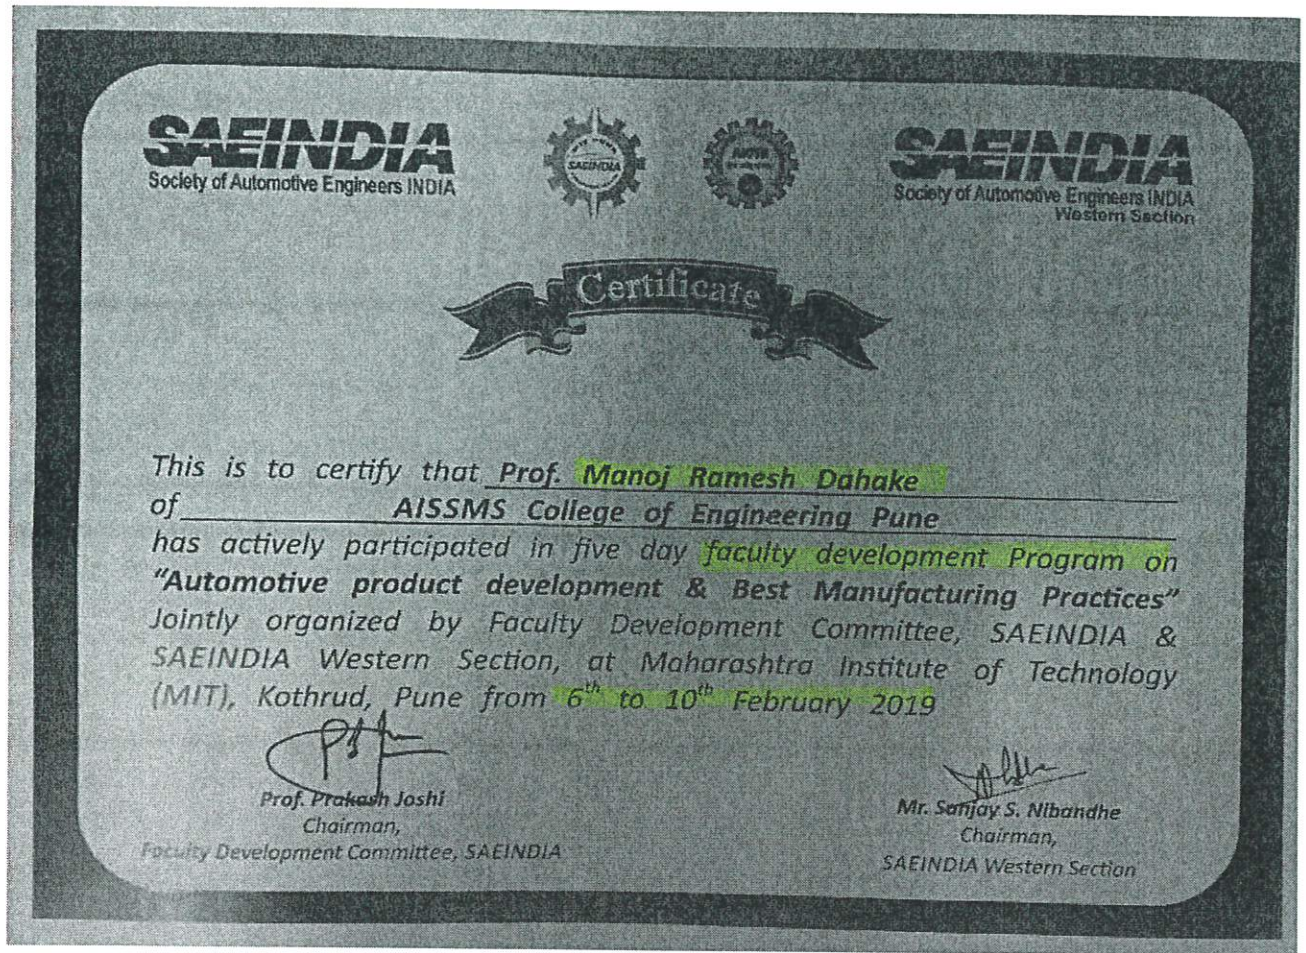 SAEINDIA
Society of Automotive Engineers INDIA
SAEINDIA
SAEINDIA
Society of Automotive Engineers INDIA
Western Section
Certificate
This is to certify that Prof. Manoj Ramesh Dahake
of AISSMS College of Engineering Pune
has actively participated in five day faculty development Program on
"Automotive product development & Best Manufacturing Practices"
Jointly organized by Faculty Development Committee, SAEINDIA &
SAEINDIA Western Section, at Maharashtra Institute of Technology
(MIT), Kothrud, Pune from 6th to 10th February 2019
Prof. Prakash Joshi
Chairman,
Faculty Development Committee, SAEINDIA
Mr. Sanjay S. Nibandhe
Chairman,
SAEINDIA Western Section